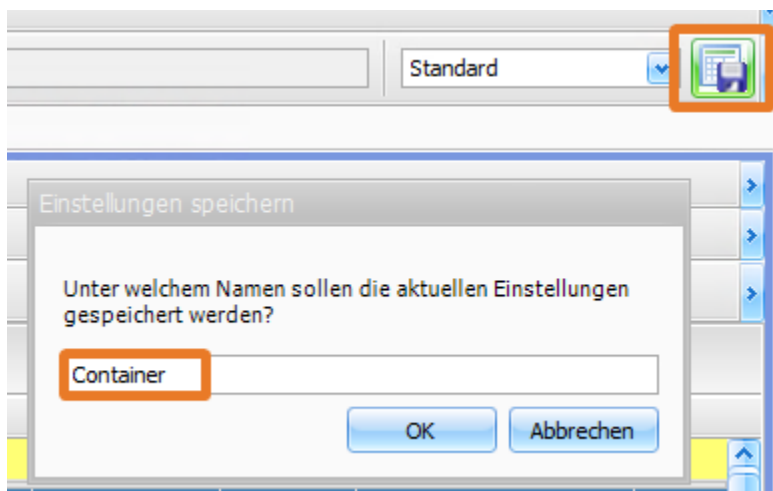 Standard
Einstellungen speichern
Unter welchem Namen sollen die aktuellen Einstellungen
gespeichert werden?
Container
OK
Abbrechen